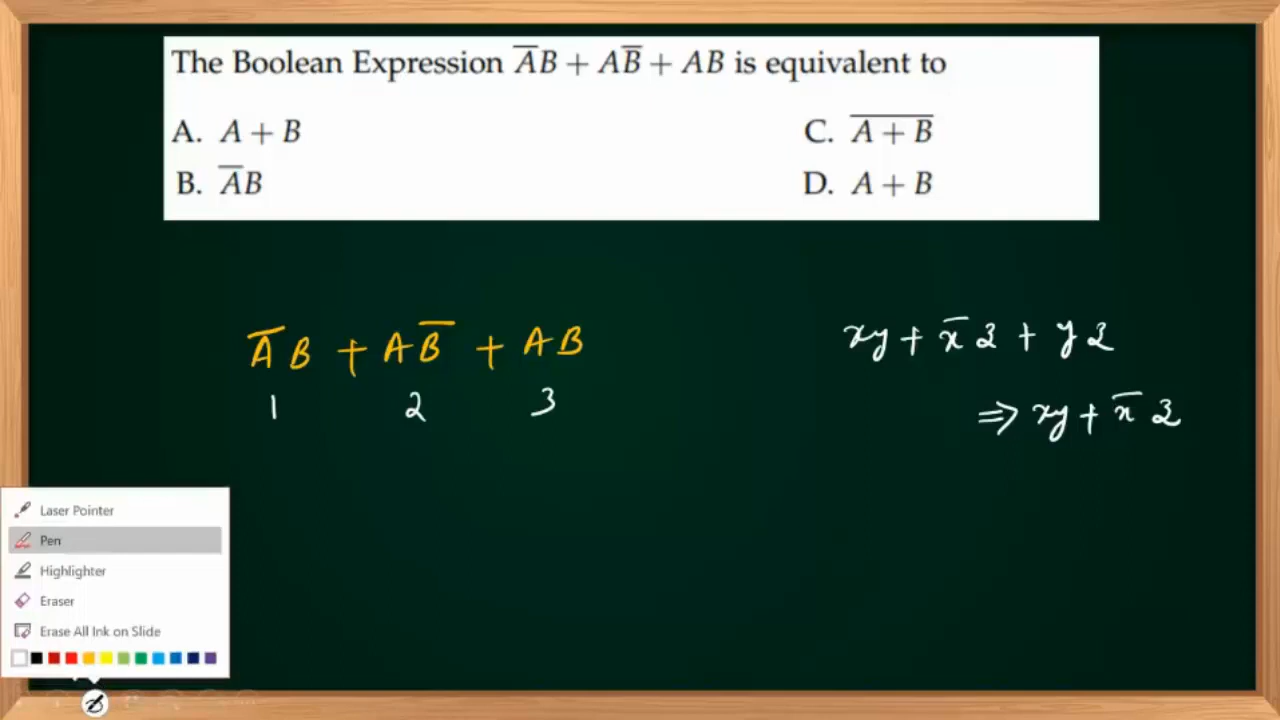 The Boolean Expression A̅B + AB̅ + AB is equivalent to
A. A + B
C. A̅ ̅+̅ ̅B̅
B. A̅B
D. A + B
A̅B + AB̅ + AB
1 2 3
xy + x̅z + yz
⇒ xy + x̅z
Laser Pointer
Pen
Highlighter
Eraser
Erase All Ink on Slide